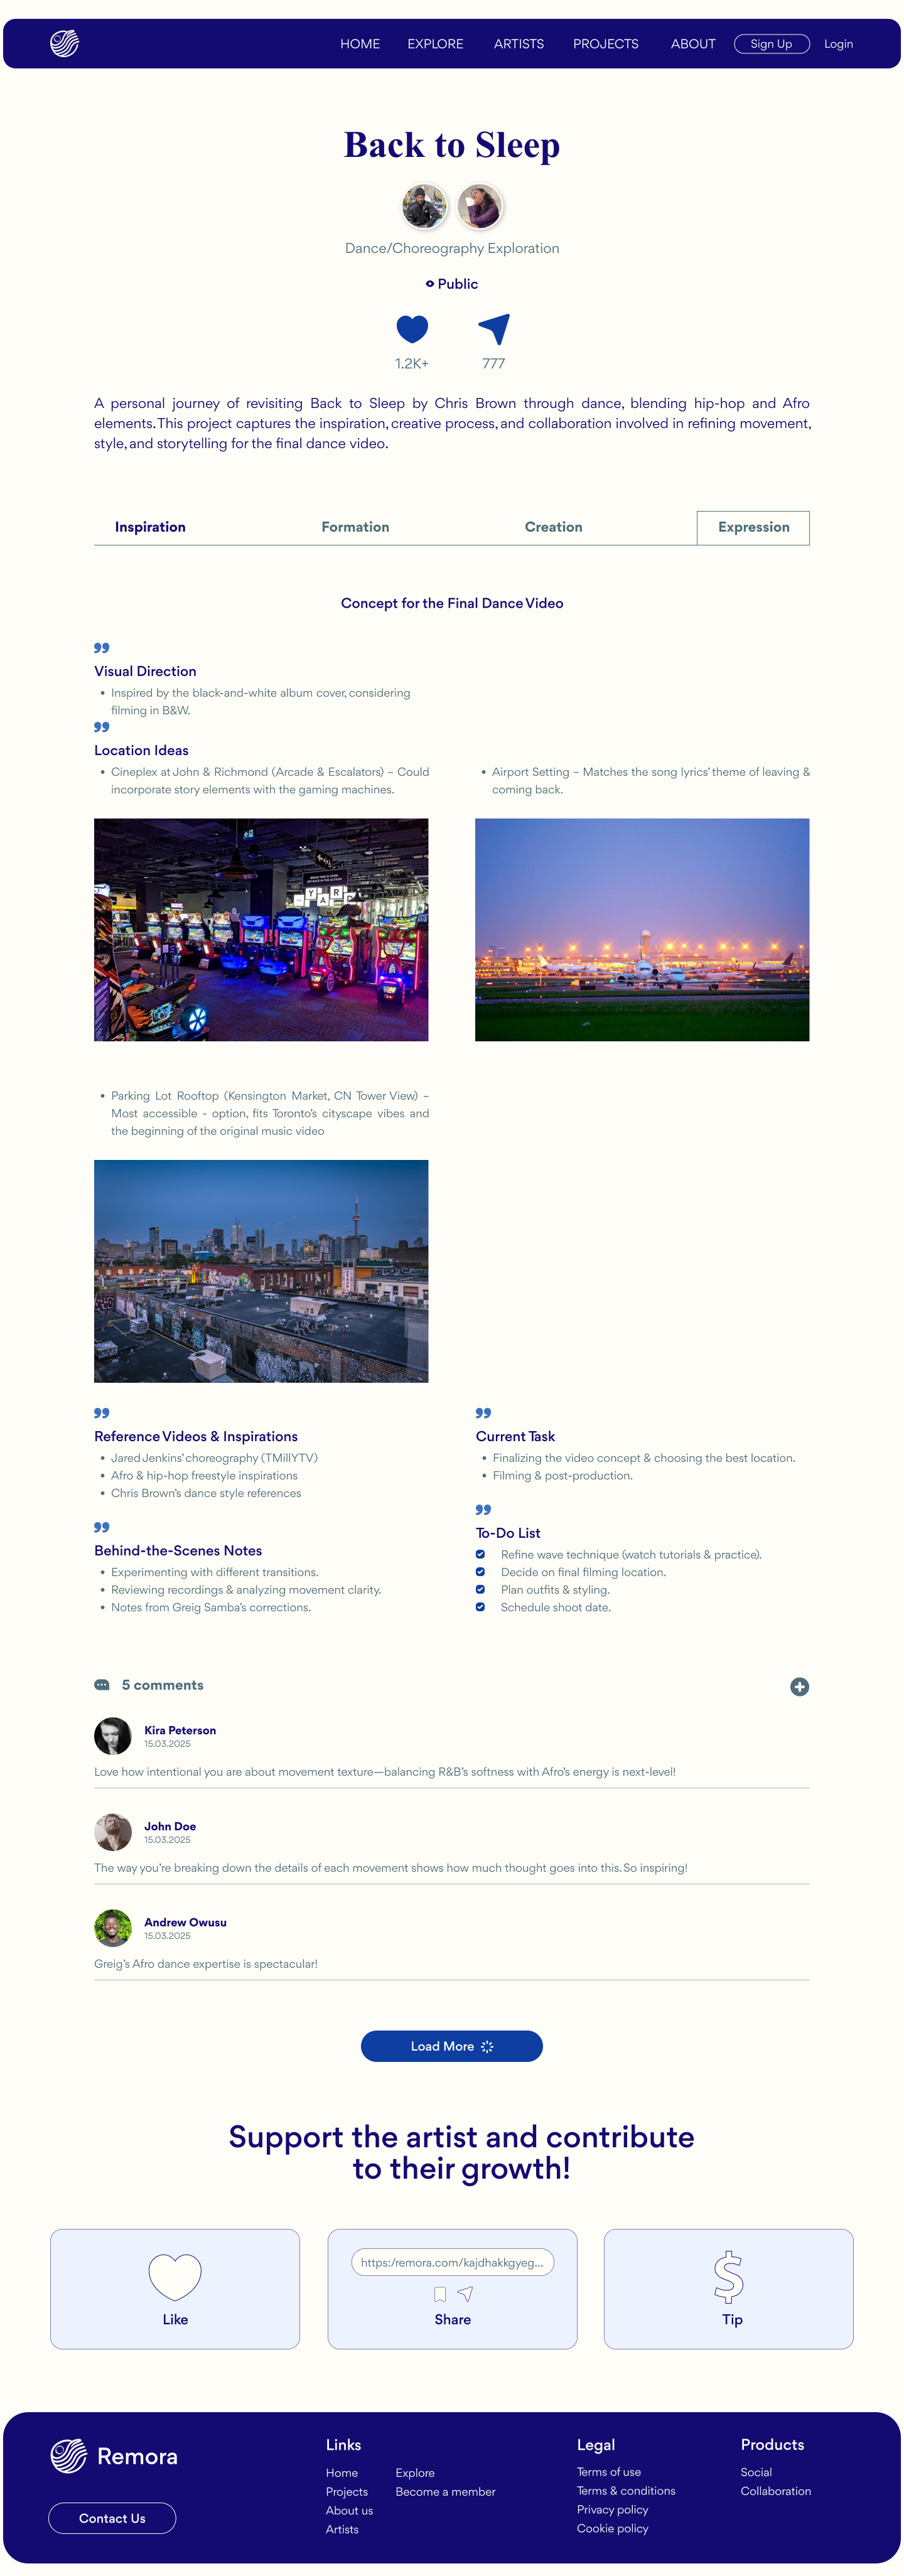 HOME EXPLORE ARTISTS PROJECTS ABOUT Sign Up Login
Back to Sleep
Dance/Choreography Exploration
Public
1.2K+ 777
A personal journey of revisiting Back to Sleep by Chris Brown through dance, blending hip-hop and Afro
elements. This project captures the inspiration, creative process, and collaboration involved in refining movement,
style, and storytelling for the final dance video.
Inspiration Formation Creation Expression
Concept for the Final Dance Video
Visual Direction
• Inspired by the black-and-white album cover, considering
filming in B&W.
Location Ideas
• Cineplex at John & Richmond (Arcade & Escalators) – Could
incorporate story elements with the gaming machines.
• Airport Setting – Matches the song lyrics' theme of leaving &
coming back.
• Parking Lot Rooftop (Kensington Market, CN Tower View) –
Most accessible - option, fits Toronto's cityscape vibes and
the beginning of the original music video
Reference Videos & Inspirations
• Jared Jenkins' choreography (TMillYTV)
• Afro & hip-hop freestyle inspirations
• Chris Brown's dance style references
Behind-the-Scenes Notes
• Experimenting with different transitions.
• Reviewing recordings & analyzing movement clarity.
• Notes from Greig Samba's corrections.
Current Task
• Finalizing the video concept & choosing the best location.
• Filming & post-production.
To-Do List
Refine wave technique (watch tutorials & practice).
Decide on final filming location.
Plan outfits & styling.
Schedule shoot date.
5 comments
Kira Peterson
15.03.2025
Love how intentional you are about movement texture—balancing R&B's softness with Afro's energy is next-level!
John Doe
15.03.2025
The way you're breaking down the details of each movement shows how much thought goes into this. So inspiring!
Andrew Owusu
15.03.2025
Greig's Afro dance expertise is spectacular!
Load More
Support the artist and contribute
to their growth!
Like
https:/remora.com/kajdhakkgyeg...
Share
Tip
Remora
Contact Us
Links
Home Explore
Projects Become a member
About us
Artists
Legal
Terms of use
Terms & conditions
Privacy policy
Cookie policy
Products
Social
Collaboration